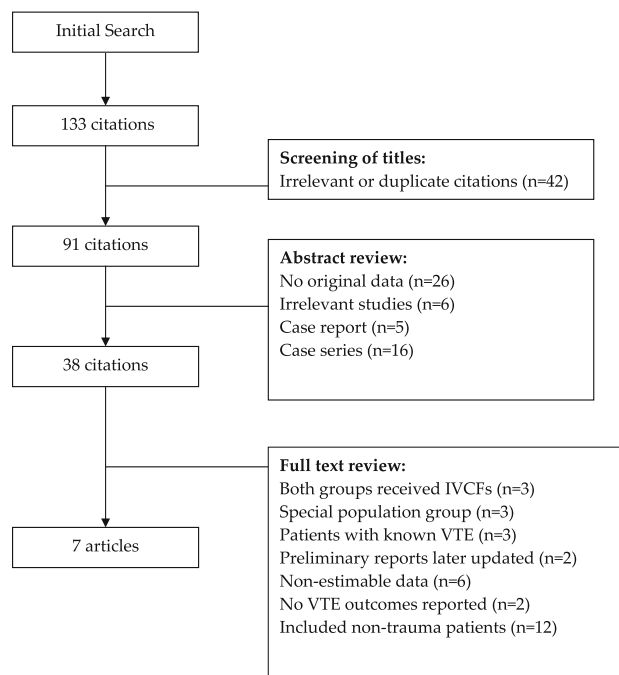 Initial Search
133 citations
Screening of titles:
Irrelevant or duplicate citations (n=42)
91 citations
Abstract review:
No original data (n=26)
Irrelevant studies (n=6)
Case report (n=5)
Case series (n=16)
38 citations
Full text review:
Both groups received IVCFs (n=3)
Special population group (n=3)
Patients with known VTE (n=3)
Preliminary reports later updated (n=2)
Non-estimable data (n=6)
No VTE outcomes reported (n=2)
Included non-trauma patients (n=12)
7 articles